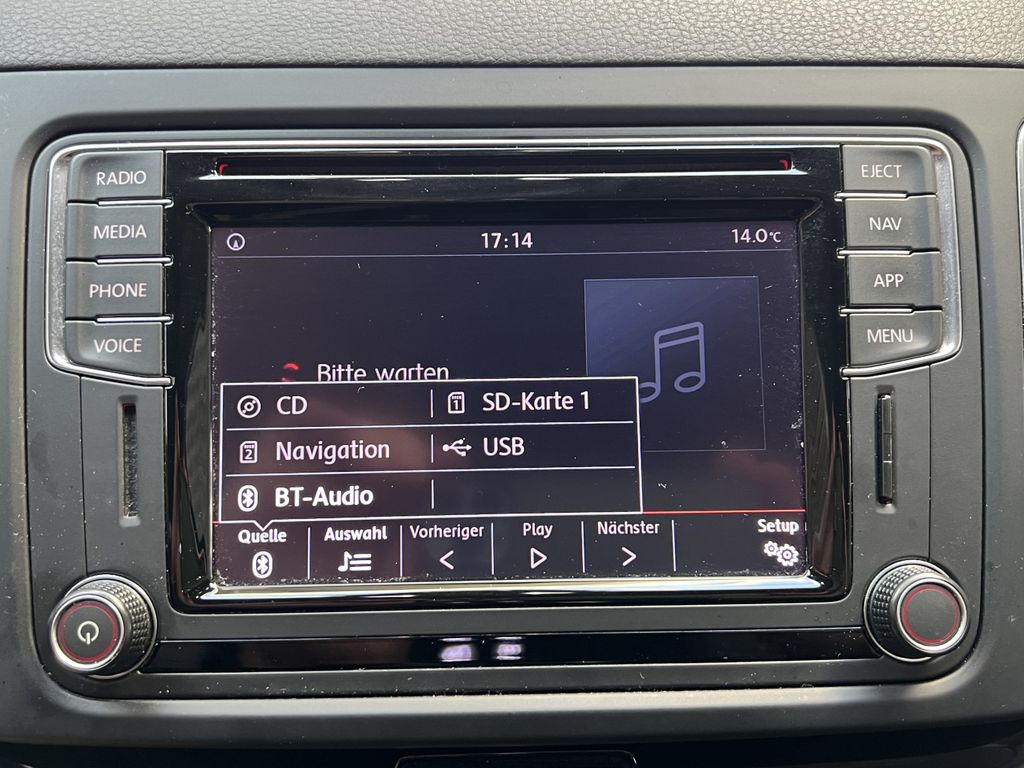 RADIO
MEDIA
PHONE
VOICE
EJECT
NAV
APP
MENU
17:14
14.0°C
Bitte warten
CD
SD-Karte 1
Navigation
USB
BT-Audio
Quelle
Auswahl
Vorheriger
Play
Nächster
Setup